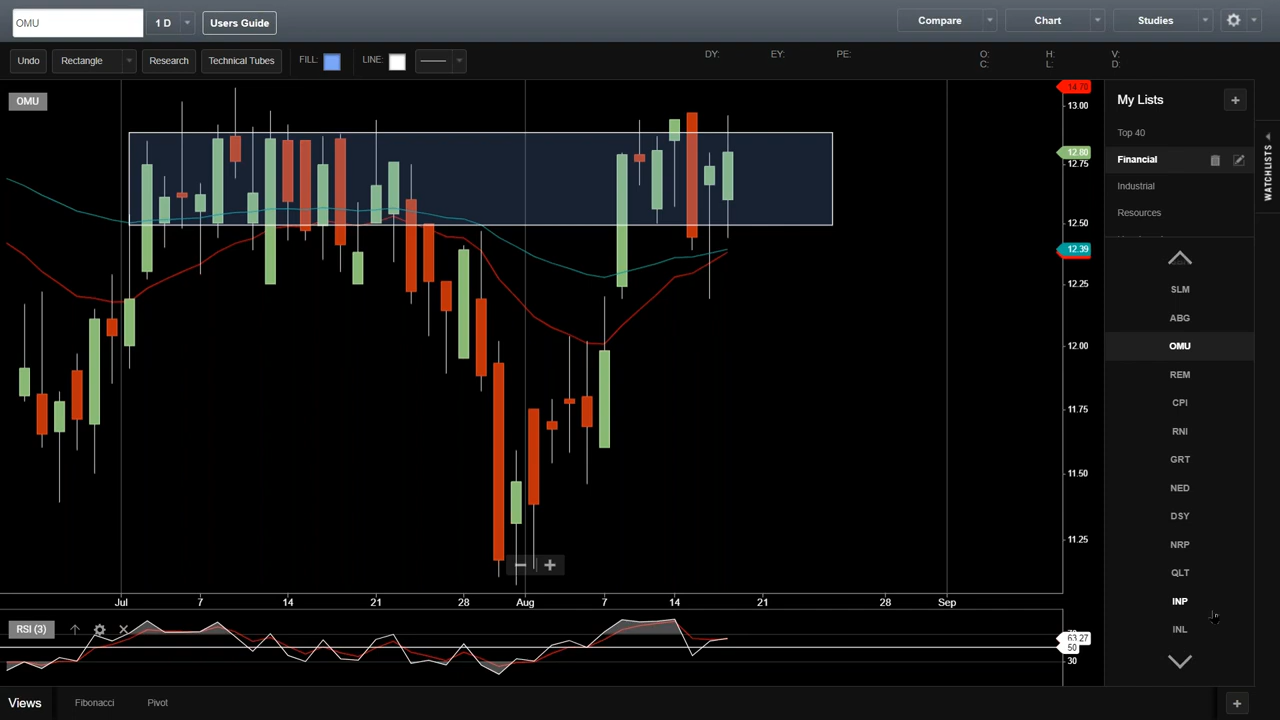 OMU 1 D Users Guide Compare Chart Studies
Undo Rectangle Research Technical Tubes FILL: LINE: DY: EY: PE: O: H: V:
C: L: D:
OMU
My Lists
Top 40
Financial
Industrial
Resources
WATCHLISTS
SLM
ABG
OMU
REM
CPI
RNI
GRT
NED
DSY
NRP
QLT
INP
INL
14.70
13.00
12.80
12.75
12.50
12.39
12.25
12.00
11.75
11.50
11.25
Jul 7 14 21 28 Aug 7 14 21 28 Sep
RSI (3)
63.27
50
30
Views Fibonacci Pivot